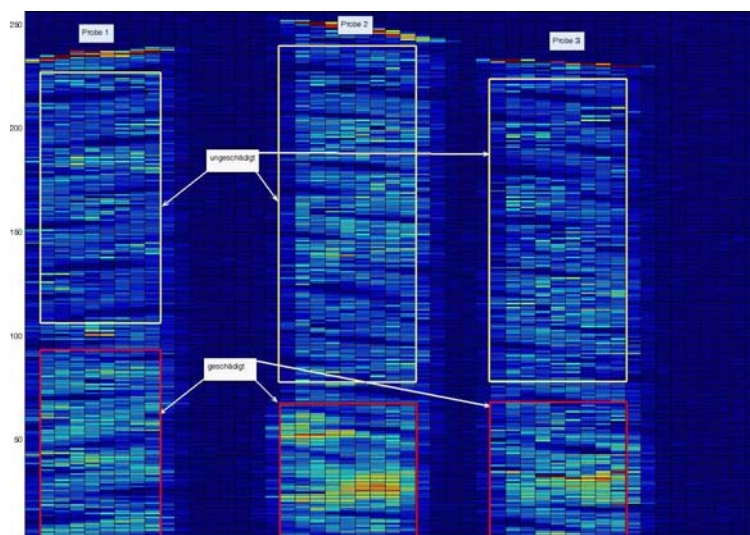 250
Probe 1
Probe 2
Probe 3
200
ungeschädigt
150
100
geschädigt
50